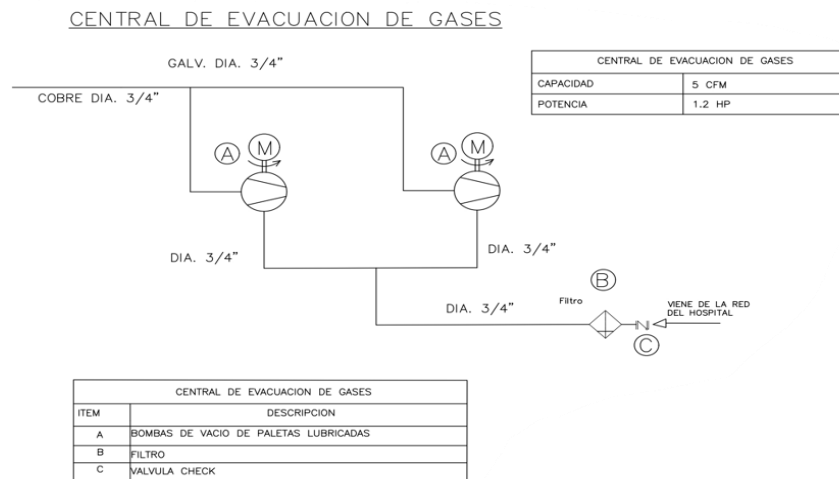 CENTRAL DE EVACUACION DE GASES
GALV. DIA. 3/4"
COBRE DIA. 3/4"
CENTRAL DE EVACUACION DE GASES
CAPACIDAD 5 CFM
POTENCIA 1.2 HP
A M
A M
DIA. 3/4"
DIA. 3/4"
B
Filtro
DIA. 3/4"
VIENE DE LA RED
DEL HOSPITAL
C
CENTRAL DE EVACUACION DE GASES
ITEM DESCRIPCION
A BOMBAS DE VACIO DE PALETAS LUBRICADAS
B FILTRO
C VALVULA CHECK